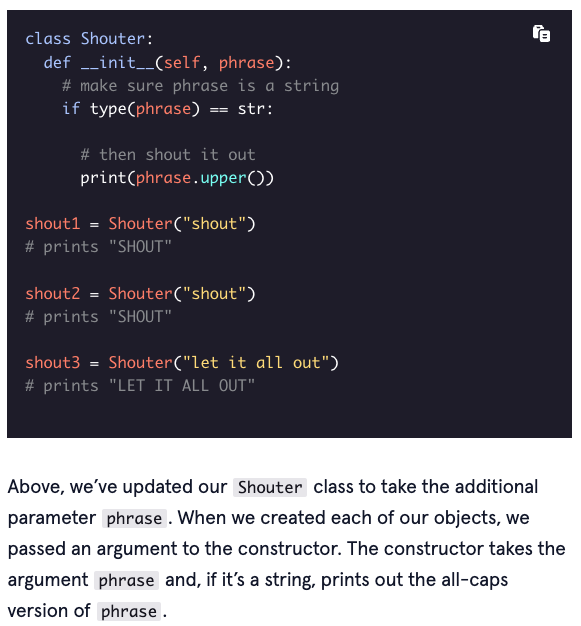 class Shouter:
  def __init__(self, phrase):
    # make sure phrase is a string
    if type(phrase) == str:

      # then shout it out
      print(phrase.upper())

shout1 = Shouter("shout")
# prints "SHOUT"

shout2 = Shouter("shout")
# prints "SHOUT"

shout3 = Shouter("let it all out")
# prints "LET IT ALL OUT"

Above, we’ve updated our Shouter class to take the additional
parameter phrase. When we created each of our objects, we
passed an argument to the constructor. The constructor takes the
argument phrase and, if it’s a string, prints out the all-caps
version of phrase.